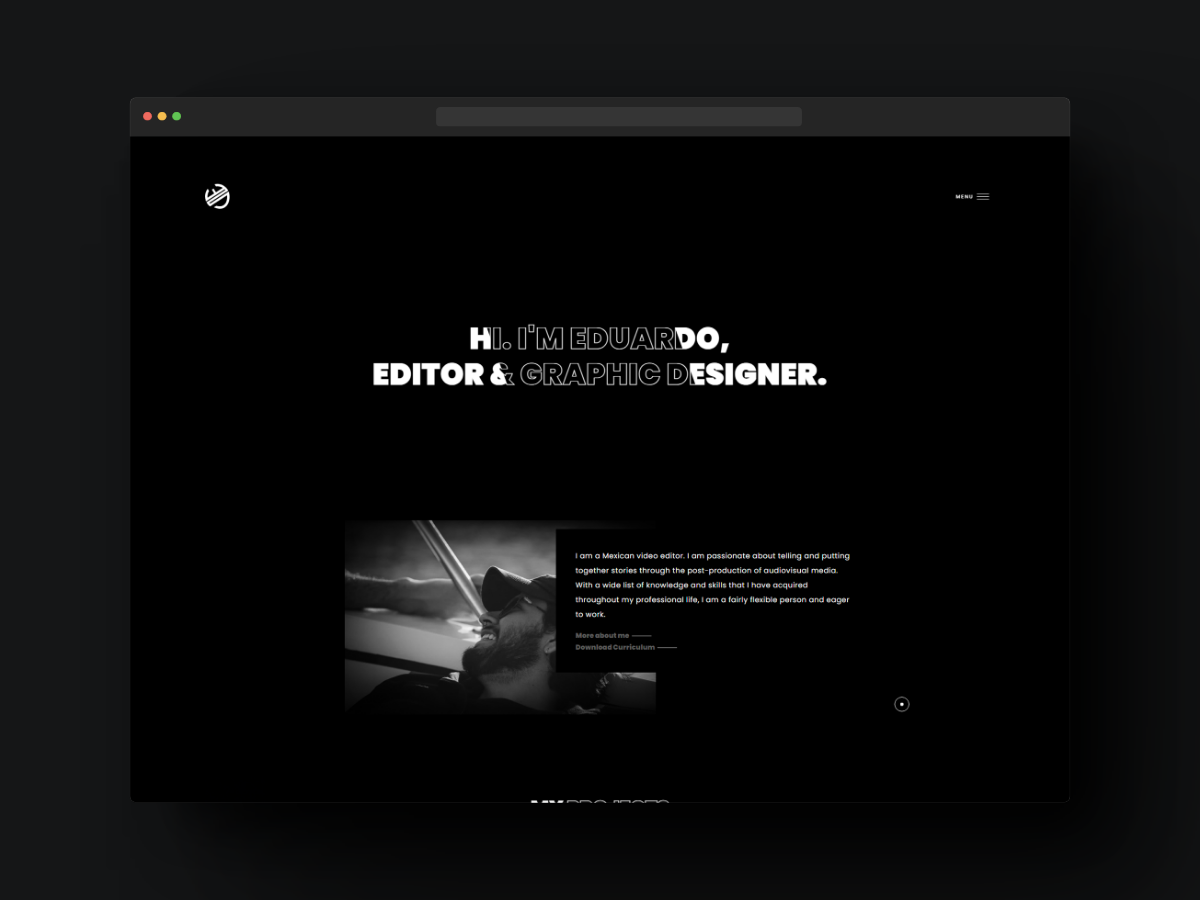 MENU
HI. I'M EDUARDO,
EDITOR & GRAPHIC DESIGNER.
I am a Mexican video editor. I am passionate about telling and putting
together stories through the post-production of audiovisual media.
With a wide list of knowledge and skills that I have acquired
throughout my professional life, I am a fairly flexible person and eager
to work.
More about me
Download Curriculum
MY PROJECTS